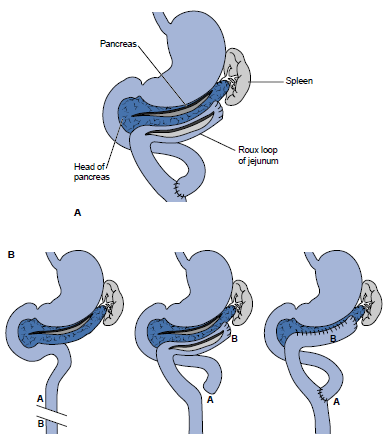 Pancreas
Spleen
Roux loop
of jejunum
Head of
pancreas
A
B
A
B
B
A
B
A